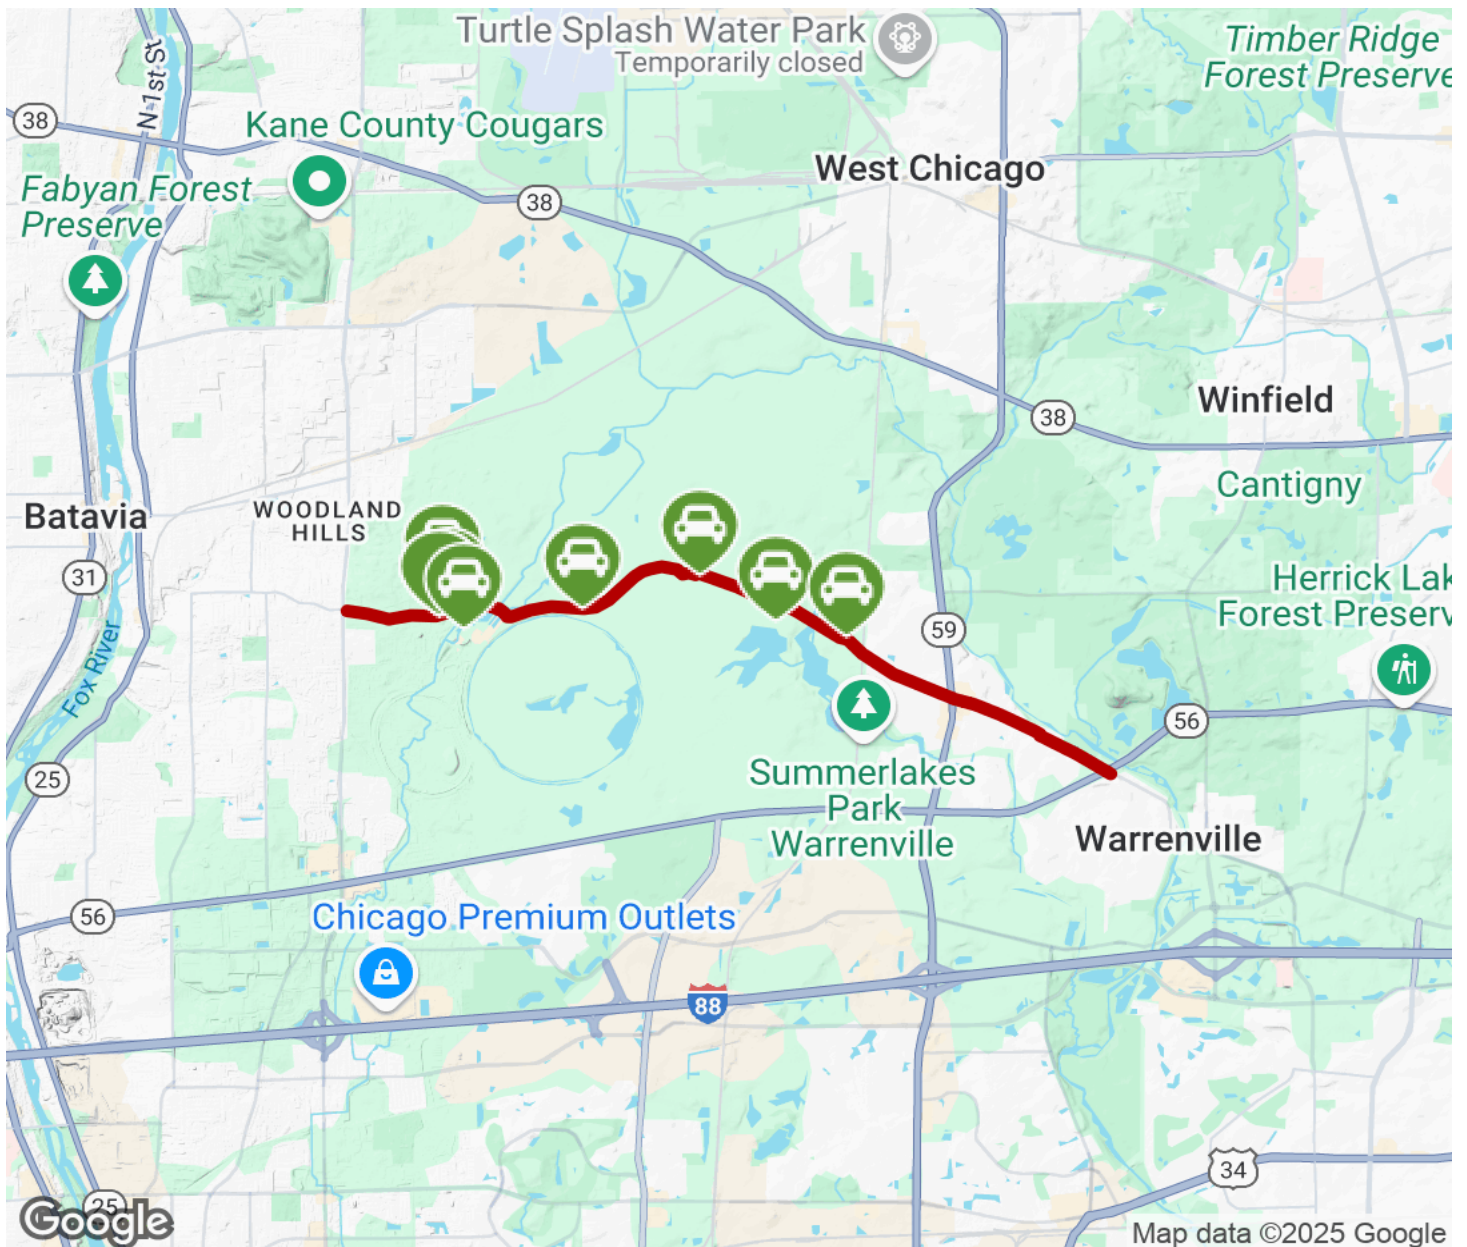 Turtle Splash Water Park
Temporarily closed
Timber Ridge
Forest Preserve
N 1st St
38
Kane County Cougars
West Chicago
Fabyan Forest
Preserve
38
38
Winfield
Cantigny
WOODLAND
HILLS
Batavia
31
Herrick Lak
Forest Preserv
59
Fox River
56
25
Summerlakes
Park
Warrenville
Warrenville
56
Chicago Premium Outlets
88
34
25
Google
Map data ©2025 Google